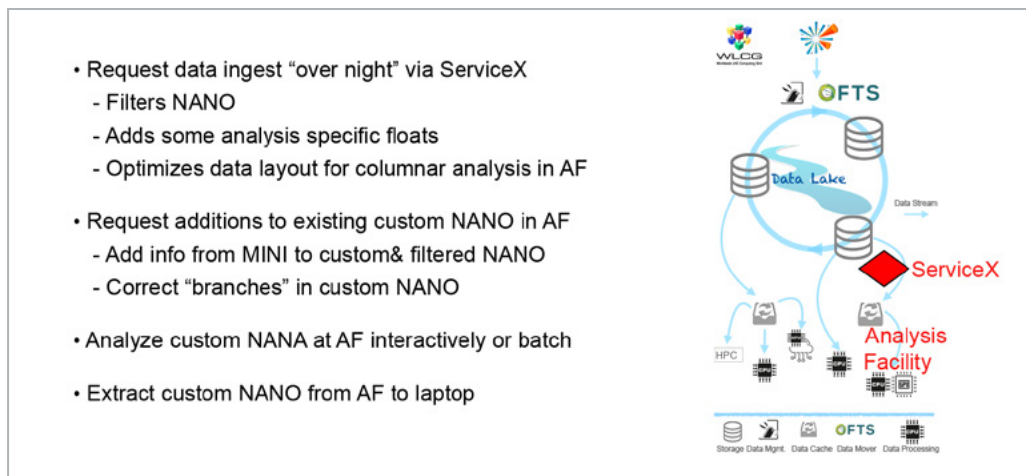 • Request data ingest “over night” via ServiceX
- Filters NANO
- Adds some analysis specific floats
- Optimizes data layout for columnar analysis in AF
• Request additions to existing custom NANO in AF
- Add info from MINI to custom& filtered NANO
- Correct “branches” in custom NANO
• Analyze custom NANA at AF interactively or batch
• Extract custom NANO from AF to laptop
WLCG
FTS
Data Lake
Data Stream
ServiceX
Analysis
Facility
HPC
CPU
FTS
Storage Data Mgmt. Data Cache Data Mover Data Processing